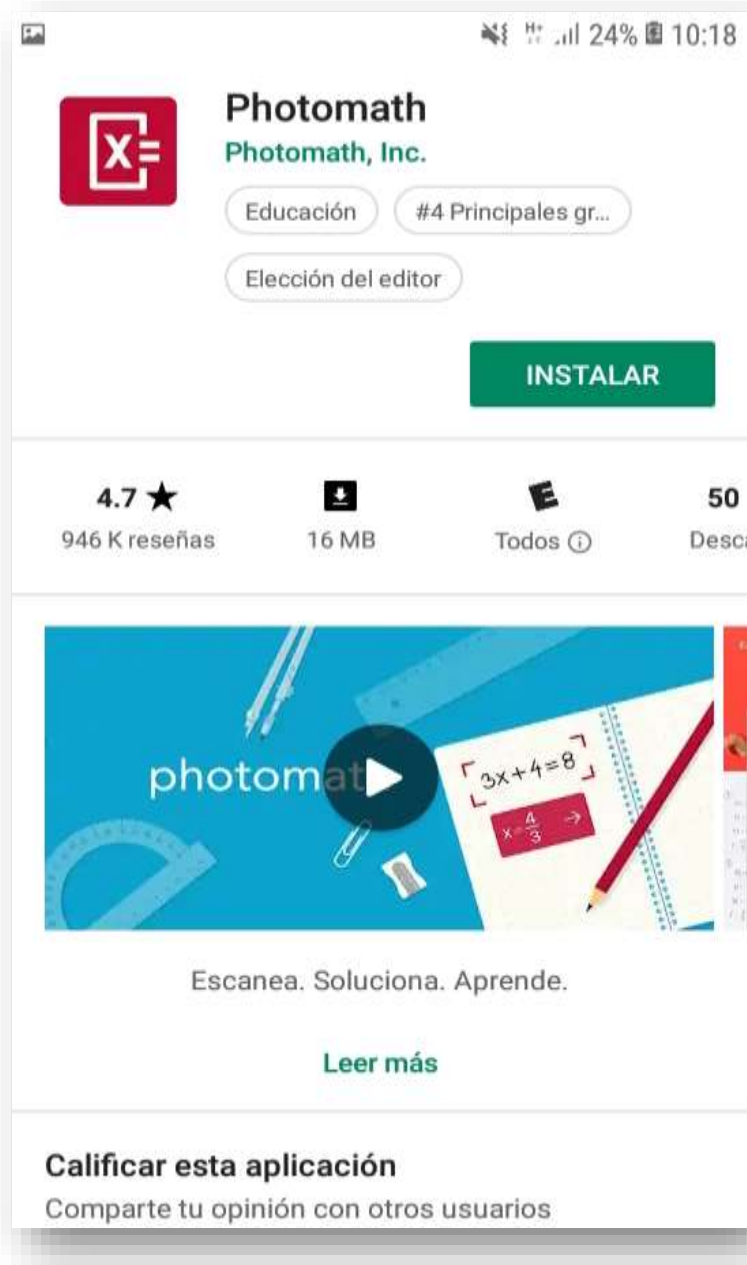 H+ 24% 10:18
X=
Photomath
Photomath, Inc.
Educación #4 Principales gr...
Elección del editor
INSTALAR
4.7 ★ E 50
946 K reseñas 16 MB Todos Desca
photomat
3x+4=8
x=4/3 →
Escanea. Soluciona. Aprende.
Leer más
Calificar esta aplicación
Comparte tu opinión con otros usuarios